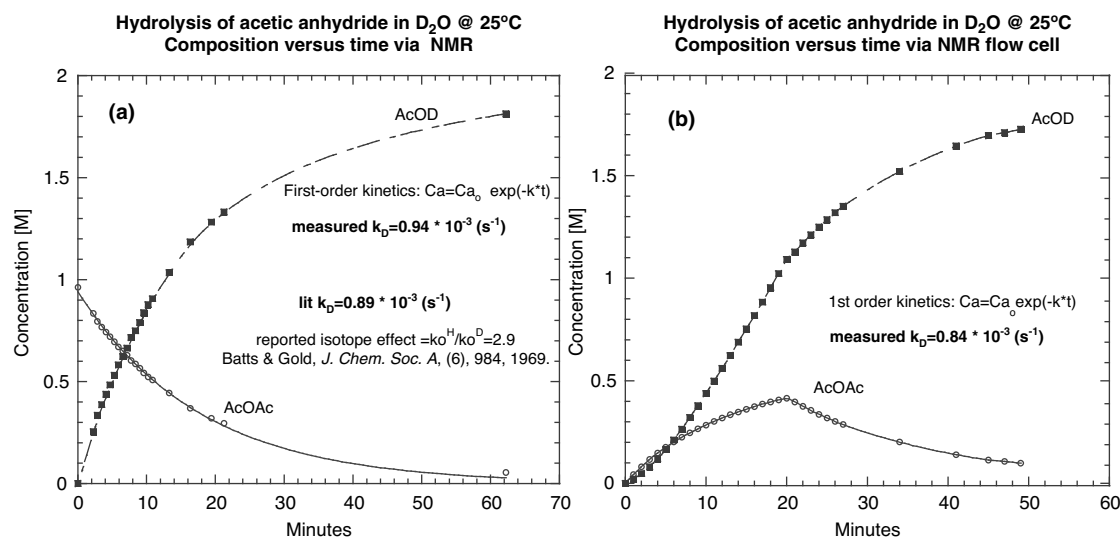 Hydrolysis of acetic anhydride in D₂O @ 25ºC
Composition versus time via NMR
2
1.5
1
0.5
0
Concentration [M]
(a)
AcOD
First-order kinetics: Ca=Caₒ exp(-k*t)
measured k_D=0.94 * 10⁻³ (s⁻¹)
lit k_D=0.89 * 10⁻³ (s⁻¹)
reported isotope effect =koᴴ/koᴰ=2.9
Batts & Gold, J. Chem. Soc. A, (6), 984, 1969.
AcOAc
0 10 20 30 40 50 60 70
Minutes
Hydrolysis of acetic anhydride in D₂O @ 25ºC
Composition versus time via NMR flow cell
2
1.5
1
0.5
0
Concentration [M]
(b)
AcOD
1st order kinetics: Ca=Caₒexp(-k*t)
measured k_D=0.84 * 10⁻³ (s⁻¹)
AcOAc
0 10 20 30 40 50 60
Minutes